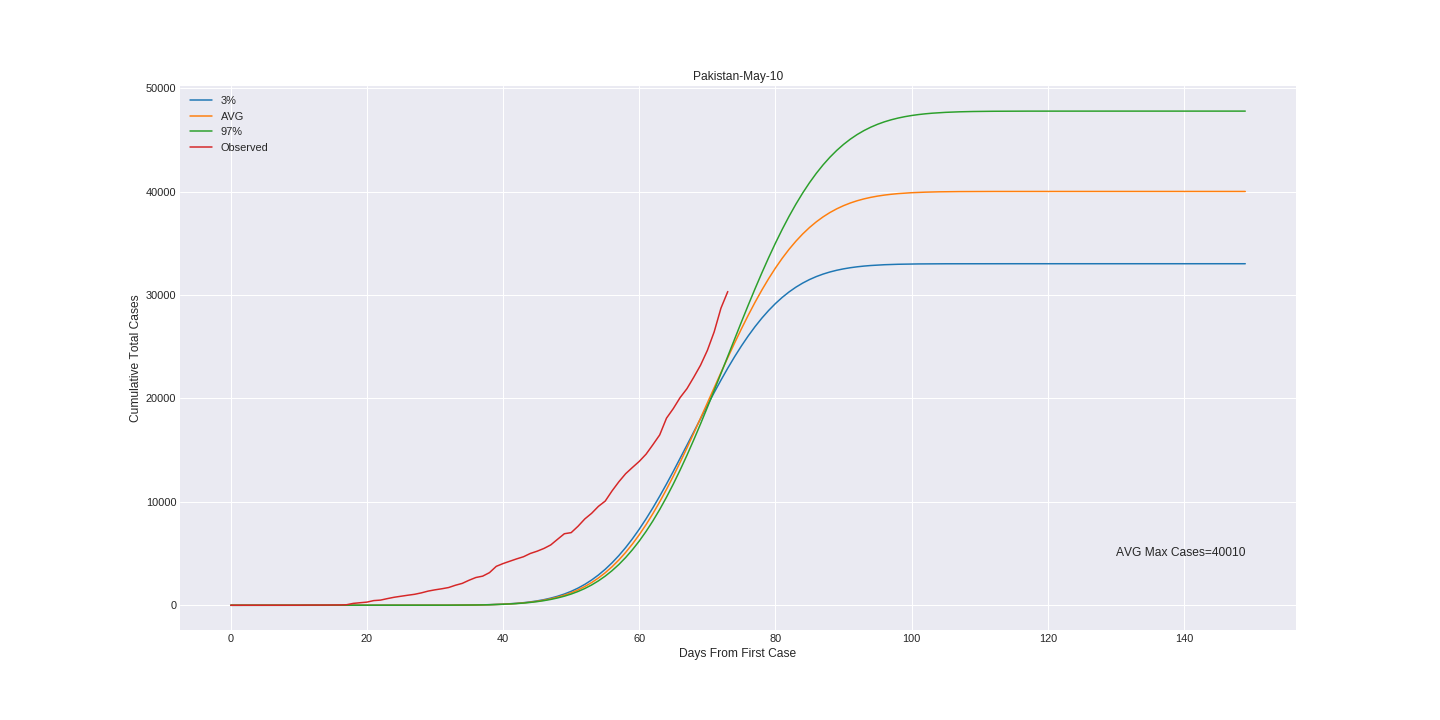 Pakistan-May-10
3%
AVG
97%
Observed
50000
40000
30000
20000
10000
0
Cumulative Total Cases
AVG Max Cases=40010
0 20 40 60 80 100 120 140
Days From First Case